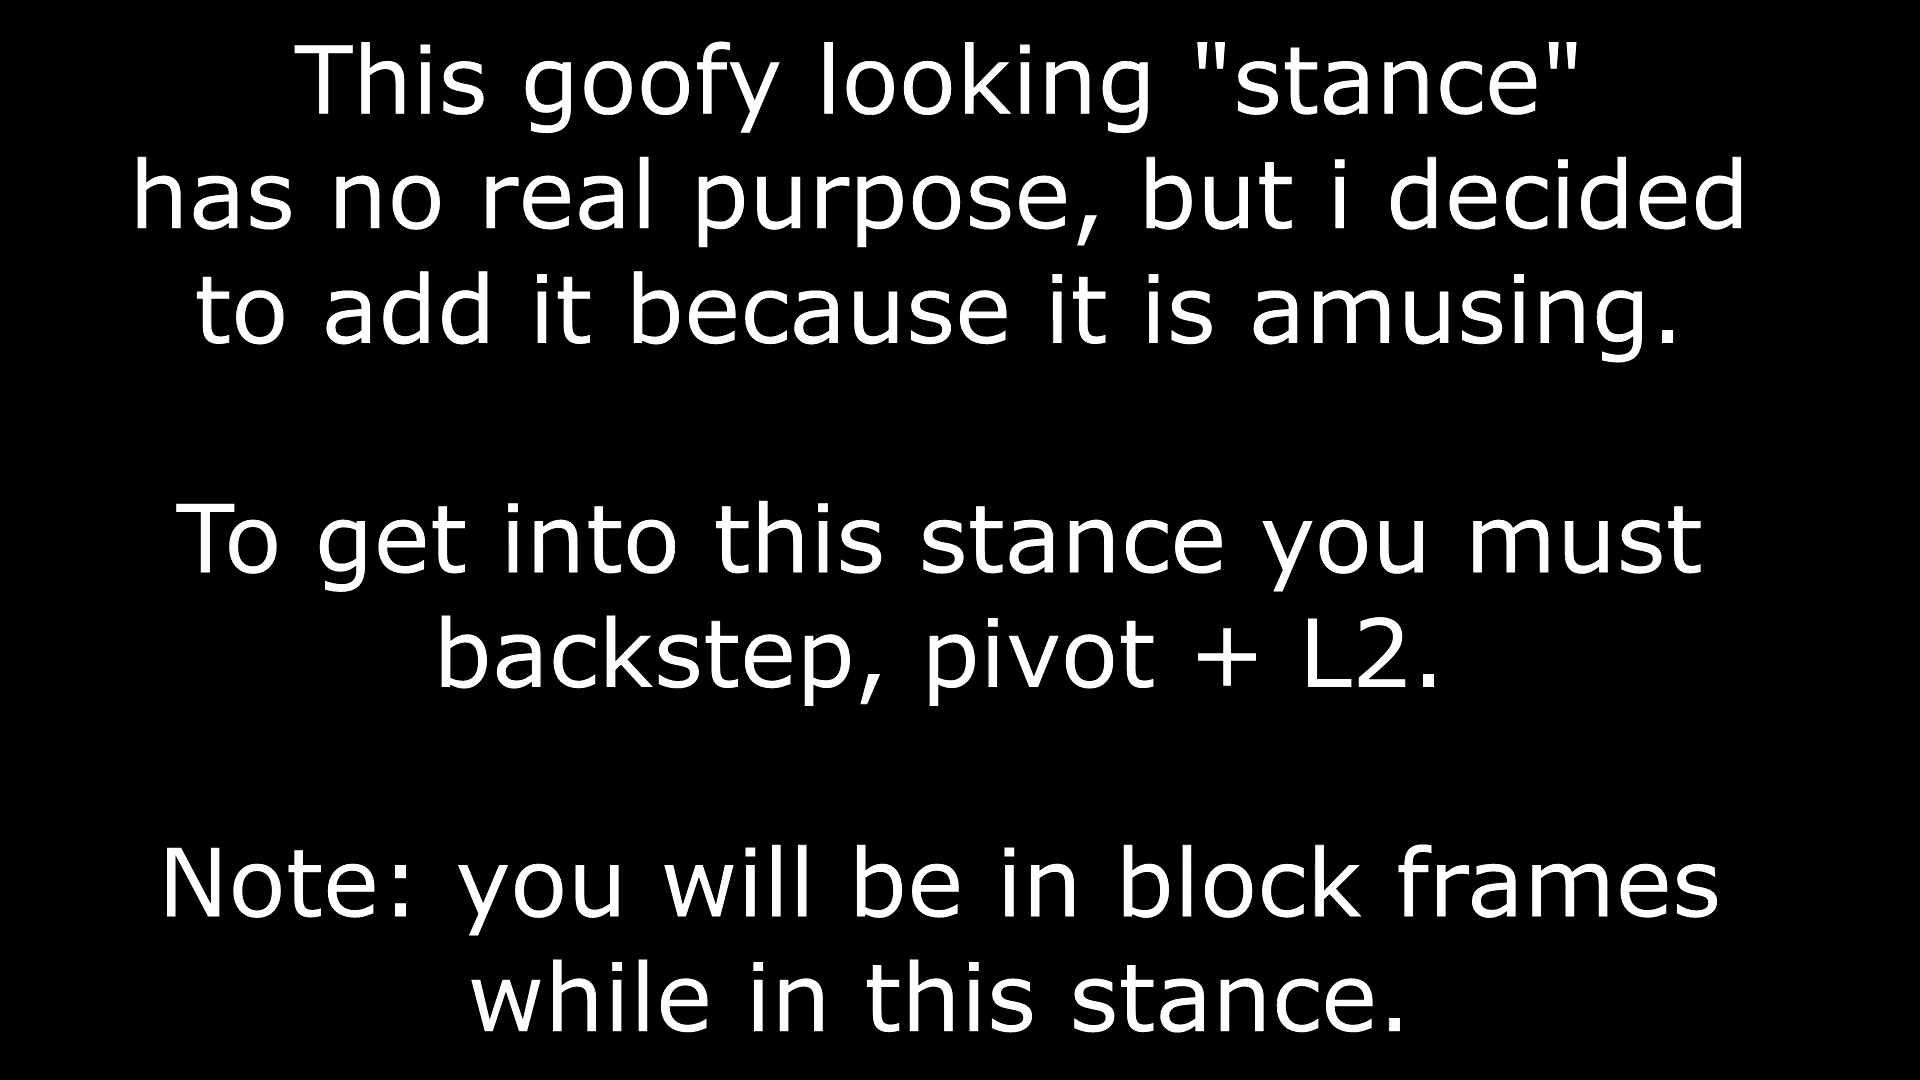 This goofy looking "stance"
has no real purpose, but i decided
to add it because it is amusing.
To get into this stance you must
backstep, pivot + L2.
Note: you will be in block frames
while in this stance.